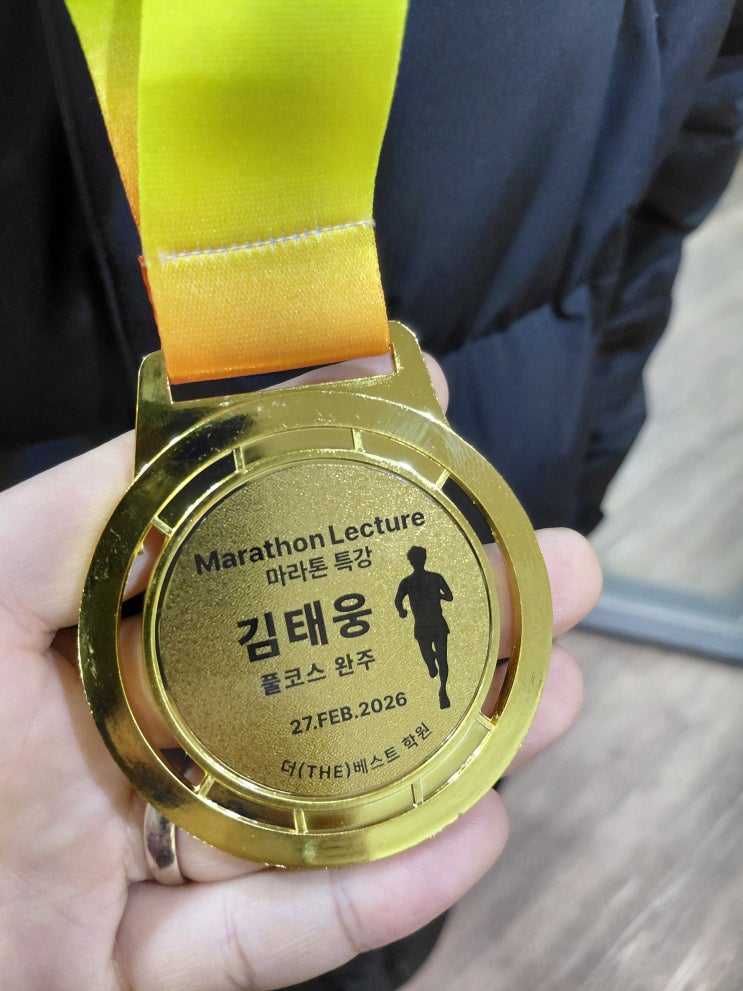 Marathon Lecture
마라톤 특강
김태웅
풀코스 완주
27.FEB.2026
더(THE)베스트 학원